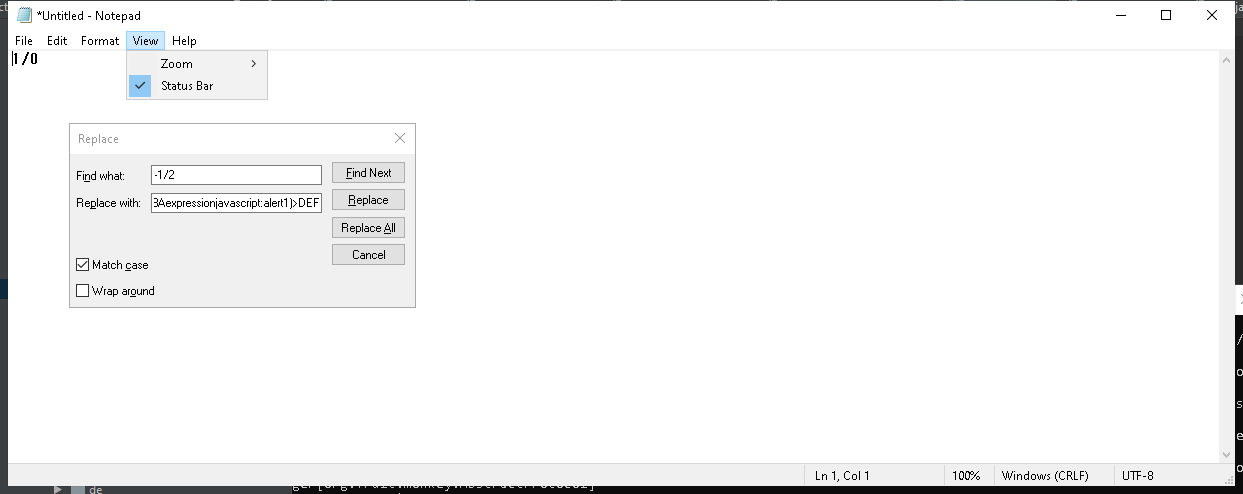 *Untitled - Notepad
File Edit Format View Help
1/0
Zoom
Status Bar
Replace
Find what: -1/2 Find Next
Replace with: BAexpressionjavascript:alert1)>DEF Replace
Replace All
Cancel
Match case
Wrap around
Ln 1, Col 1 100% Windows (CRLF) UTF-8
de